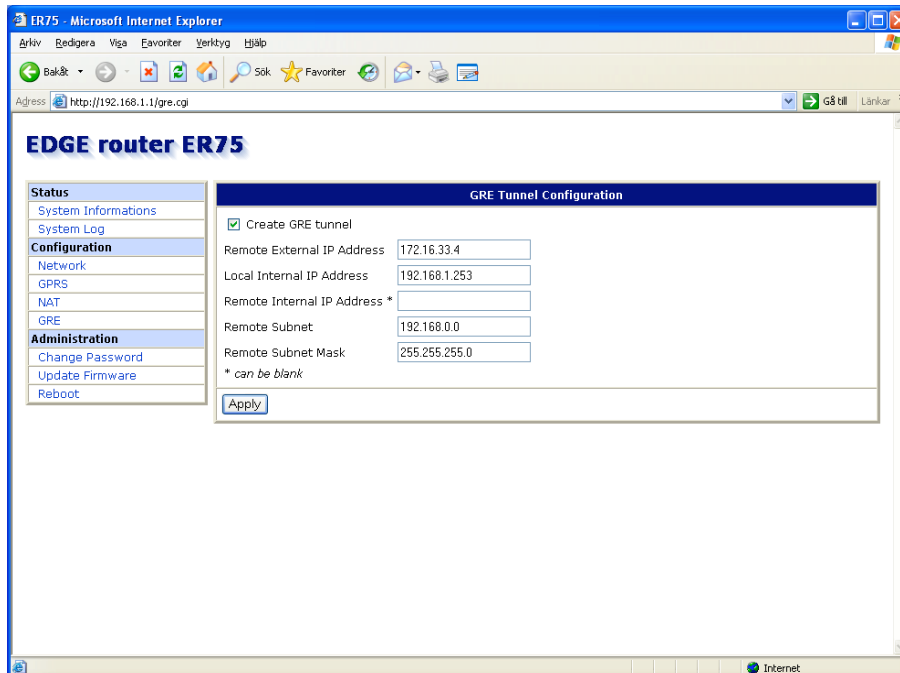 ER75 - Microsoft Internet Explorer
Arkiv Redigera Visa Favoriter Verktyg Hjälp
Bakåt Sök Favoriter
Adress http://192.168.1.1/gre.cgi Gå till Länkar
EDGE router ER75
Status
System Informations
System Log
Configuration
Network
GPRS
NAT
GRE
Administration
Change Password
Update Firmware
Reboot
GRE Tunnel Configuration
Create GRE tunnel
Remote External IP Address 172.16.33.4
Local Internal IP Address 192.168.1.253
Remote Internal IP Address *
Remote Subnet 192.168.0.0
Remote Subnet Mask 255.255.255.0
* can be blank
Apply
Internet